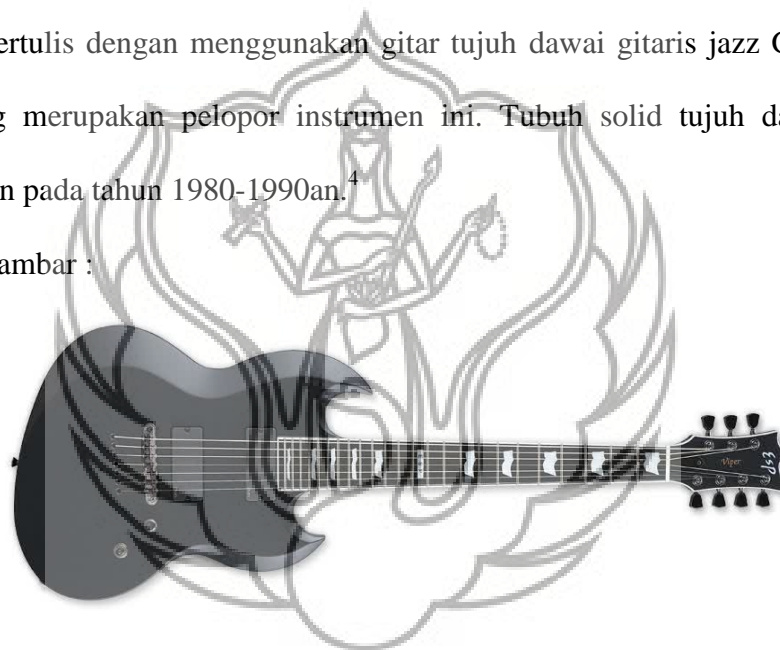 ertulis dengan menggunakan gitar tujuh dawai gitaris jazz
merupakan pelopor instrumen ini. Tubuh solid tujuh
pada tahun 1980-1990an.4
ambar :
Viper
ESP